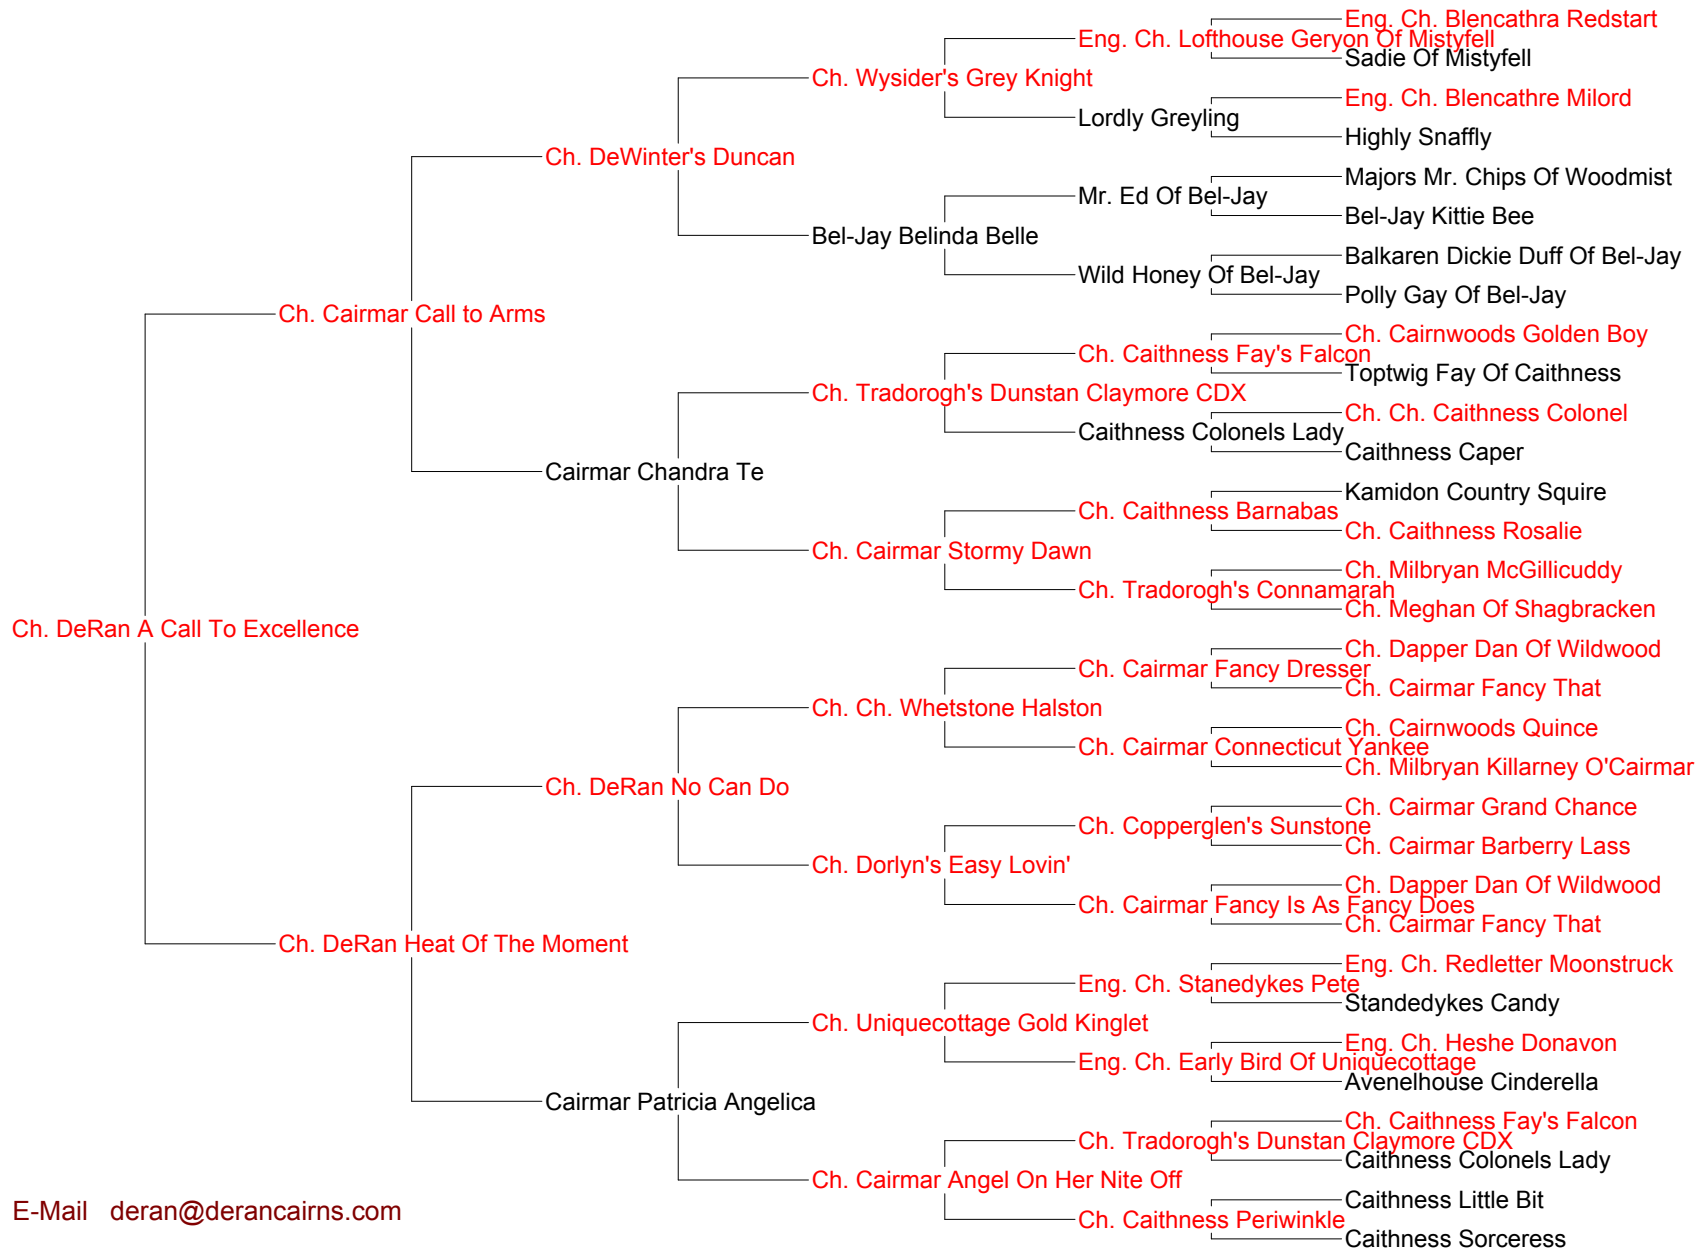 Eng. Ch. Blencathra Redstart
Eng. Ch. Lofthouse Geryon Of Mistyfell
Sadie Of Mistyfell
Ch. Wysider's Grey Knight
Eng. Ch. Blencathre Milord
Lordly Greyling
Highly Snaffly
Ch. DeWinter's Duncan
Majors Mr. Chips Of Woodmist
Mr. Ed Of Bel-Jay
Bel-Jay Kittie Bee
Bel-Jay Belinda Belle
Balkaren Dickie Duff Of Bel-Jay
Wild Honey Of Bel-Jay
Polly Gay Of Bel-Jay
Ch. Cairmar Call to Arms
Ch. Cairnwoods Golden Boy
Ch. Caithness Fay's Falcon
Toptwig Fay Of Caithness
Ch. Tradorogh's Dunstan Claymore CDX
Ch. Ch. Caithness Colonel
Caithness Colonels Lady
Caithness Caper
Cairmar Chandra Te
Kamidon Country Squire
Ch. Caithness Barnabas
Ch. Caithness Rosalie
Ch. Cairmar Stormy Dawn
Ch. Milbryan McGillicuddy
Ch. Tradorogh's Connamarah
Ch. Meghan Of Shagbracken
Ch. DeRan A Call To Excellence
Ch. Dapper Dan Of Wildwood
Ch. Cairmar Fancy Dresser
Ch. Cairmar Fancy That
Ch. Ch. Whetstone Halston
Ch. Cairnwoods Quince
Ch. Cairmar Connecticut Yankee
Ch. Milbryan Killarney O'Cairmar
Ch. DeRan No Can Do
Ch. Cairmar Grand Chance
Ch. Copperglen's Sunstone
Ch. Cairmar Barberry Lass
Ch. Dorlyn's Easy Lovin'
Ch. Dapper Dan Of Wildwood
Ch. Cairmar Fancy Is As Fancy Does
Ch. Cairmar Fancy That
Ch. DeRan Heat Of The Moment
Eng. Ch. Redletter Moonstruck
Eng. Ch. Stanedykes Pete
Standedykes Candy
Ch. Uniquecottage Gold Kinglet
Eng. Ch. Heshe Donavon
Eng. Ch. Early Bird Of Uniquecottage
Avenelhouse Cinderella
Cairmar Patricia Angelica
Ch. Caithness Fay's Falcon
Ch. Tradorogh's Dunstan Claymore CDX
Caithness Colonels Lady
Ch. Cairmar Angel On Her Nite Off
Caithness Little Bit
Ch. Caithness Periwinkle
Caithness Sorceress
E-Mail deran@derancairns.com